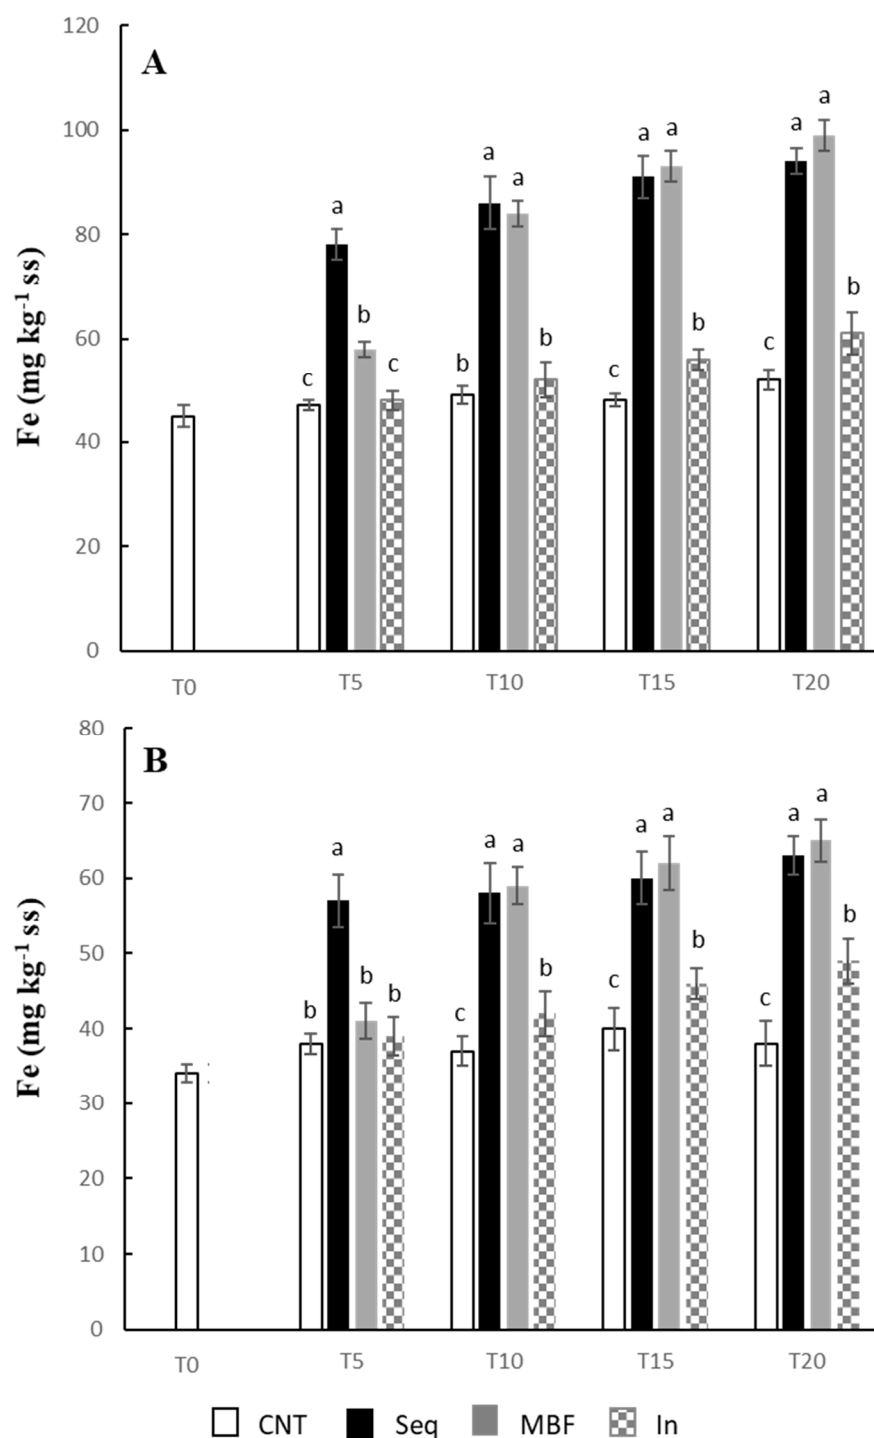 A
Fe (mg kg⁻¹ ss)
120
100
80
60
40
20
0
c a b c
b a a b
c a a b
c a a b
T0 T5 T10 T15 T20
B
Fe (mg kg⁻¹ ss)
80
70
60
50
40
30
20
10
0
b a b b
c a a b
c a a b
c a a b
T0 T5 T10 T15 T20
CNT Seq MBF In